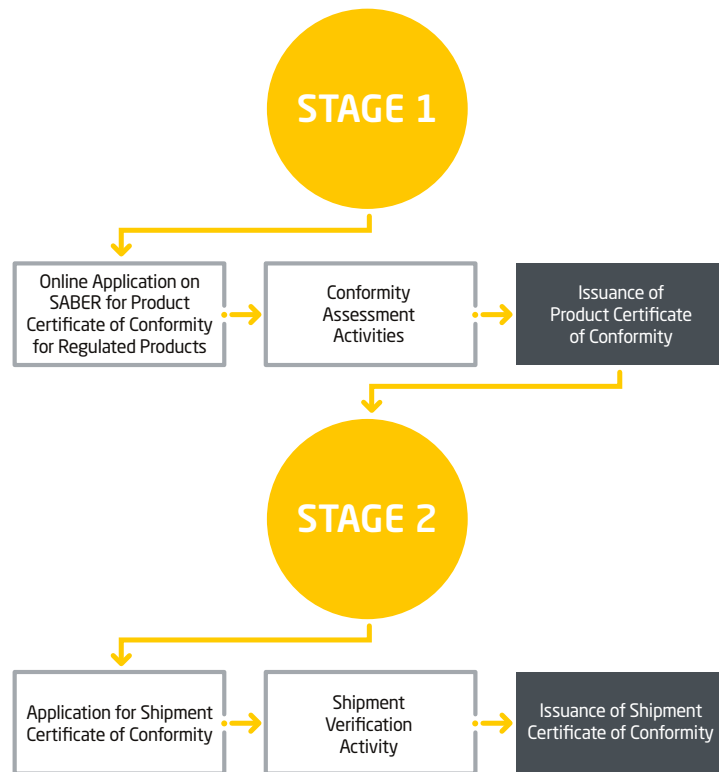 STAGE 1
Online Application on
SABER for Product
Certificate of Conformity
for Regulated Products
Conformity
Assessment
Activities
Issuance of
Product Certificate
of Conformity
STAGE 2
Application for Shipment
Certificate of Conformity
Shipment
Verification
Activity
Issuance of Shipment
Certificate of Conformity